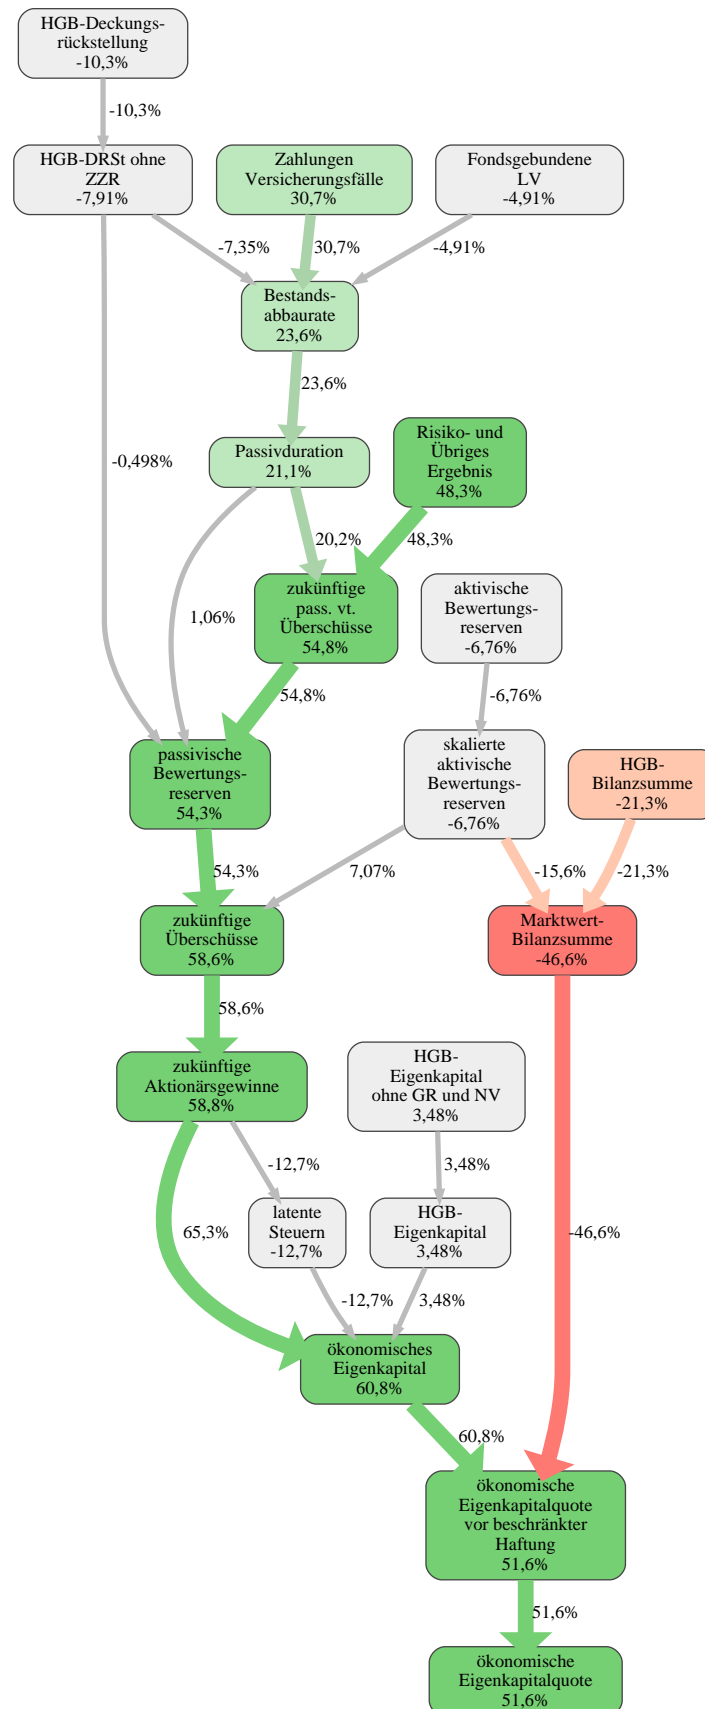 HGB-Deckungs-
rückstellung
-10,3%
-10,3%
HGB-DRSt ohne
ZZR
-7,91%
Zahlungen
Versicherungsfälle
30,7%
Fondsgebundene
LV
-4,91%
-7,35%
30,7%
-4,91%
Bestands-
abbaurate
23,6%
23,6%
Passivduration
21,1%
Risiko- und
Übriges
Ergebnis
48,3%
-0,498%
20,2%
48,3%
1,06%
zukünftige
pass. vt.
Überschüsse
54,8%
aktivische
Bewertungs-
reserven
-6,76%
54,8%
-6,76%
passivische
Bewertungs-
reserven
54,3%
skalierte
aktivische
Bewertungs-
reserven
-6,76%
HGB-
Bilanzsumme
-21,3%
54,3%
7,07%
-15,6%
-21,3%
zukünftige
Überschüsse
58,6%
Marktwert-
Bilanzsumme
-46,6%
58,6%
zukünftige
Aktionärsgewinne
58,8%
HGB-
Eigenkapital
ohne GR und NV
3,48%
-12,7%
3,48%
65,3%
latente
Steuern
-12,7%
HGB-
Eigenkapital
3,48%
-46,6%
-12,7%
3,48%
ökonomisches
Eigenkapital
60,8%
60,8%
ökonomische
Eigenkapitalquote
vor beschränkter
Haftung
51,6%
51,6%
ökonomische
Eigenkapitalquote
51,6%